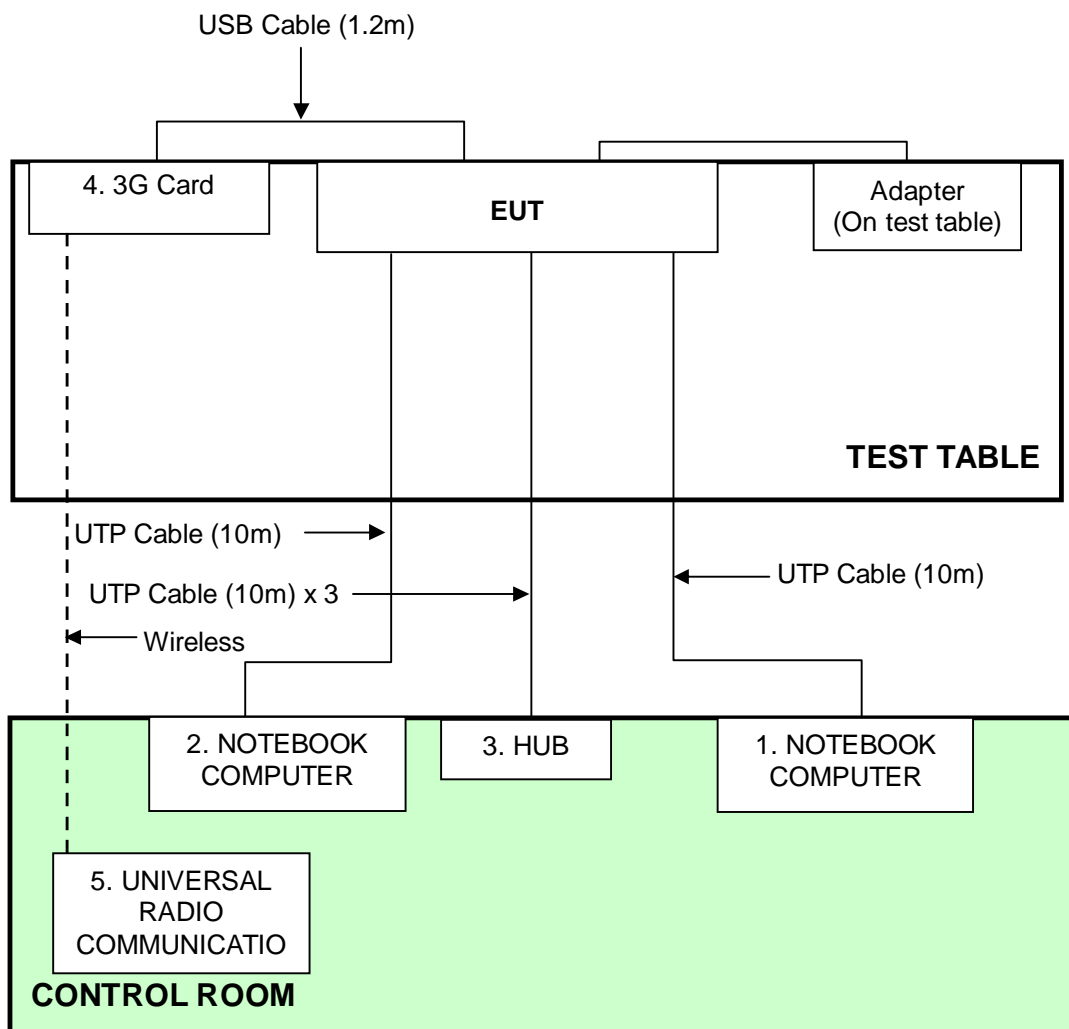 USB Cable (1.2m)
4. 3G Card
EUT
Adapter
(On test table)
TEST TABLE
UTP Cable (10m)
UTP Cable (10m) x 3
UTP Cable (10m)
Wireless
2. NOTEBOOK
COMPUTER
3. HUB
1. NOTEBOOK
COMPUTER
5. UNIVERSAL
RADIO
COMMUNICATIO
CONTROL ROOM